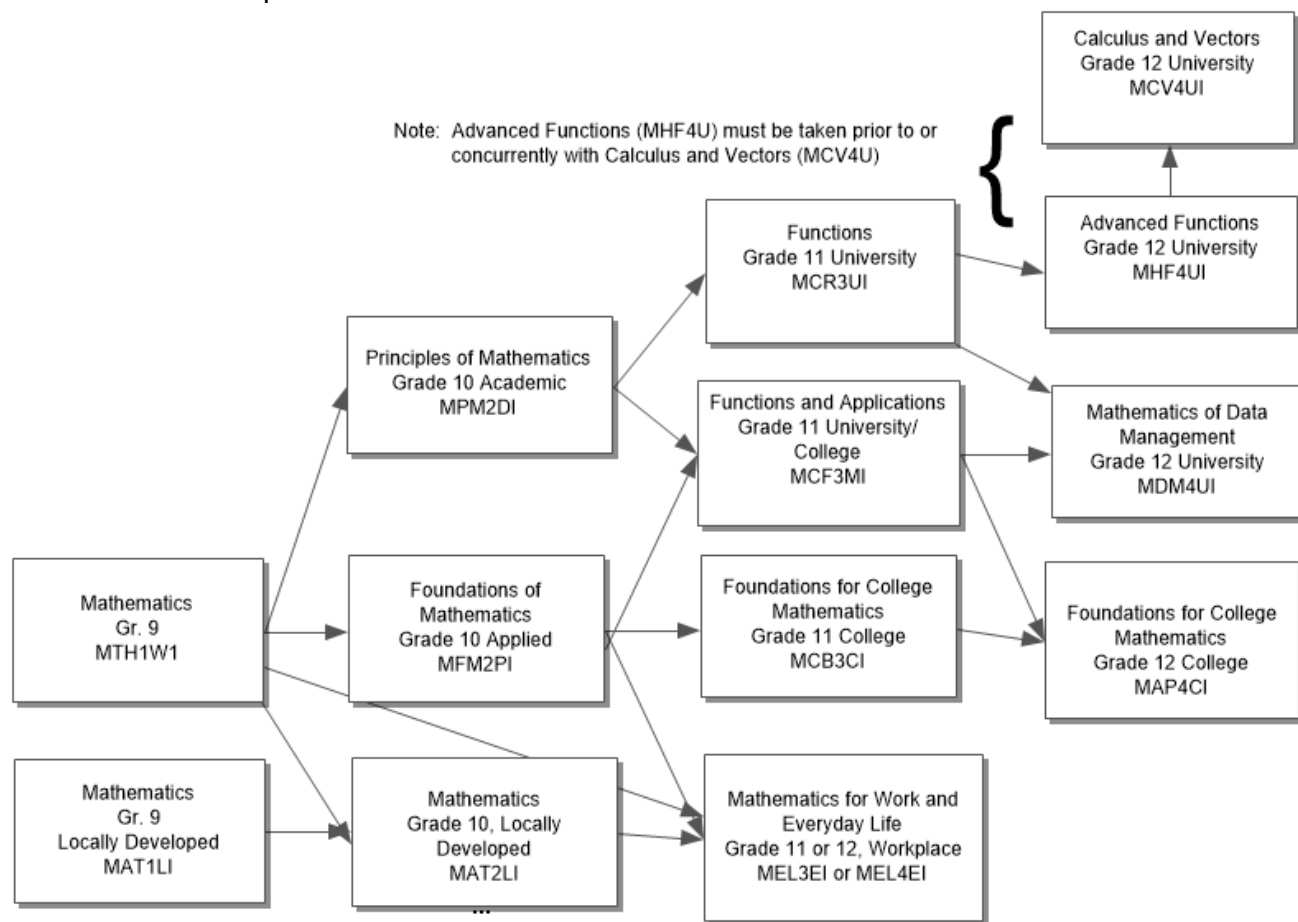 Calculus and Vectors
Grade 12 University
MCV4UI
Note: Advanced Functions (MHF4U) must be taken prior to or
concurrently with Calculus and Vectors (MCV4U)
{
Functions
Grade 11 University
MCR3UI
Advanced Functions
Grade 12 University
MHF4UI
Principles of Mathematics
Grade 10 Academic
MPM2DI
Functions and Applications
Grade 11 University/
College
MCF3MI
Mathematics of Data
Management
Grade 12 University
MDM4UI
Mathematics
Gr. 9
MTH1W1
Foundations of
Mathematics
Grade 10 Applied
MFM2PI
Foundations for College
Mathematics
Grade 11 College
MCB3CI
Foundations for College
Mathematics
Grade 12 College
MAP4CI
Mathematics
Gr. 9
Locally Developed
MAT1LI
Mathematics
Grade 10, Locally
Developed
MAT2LI
...
Mathematics for Work and
Everyday Life
Grade 11 or 12, Workplace
MEL3EI or MEL4EI